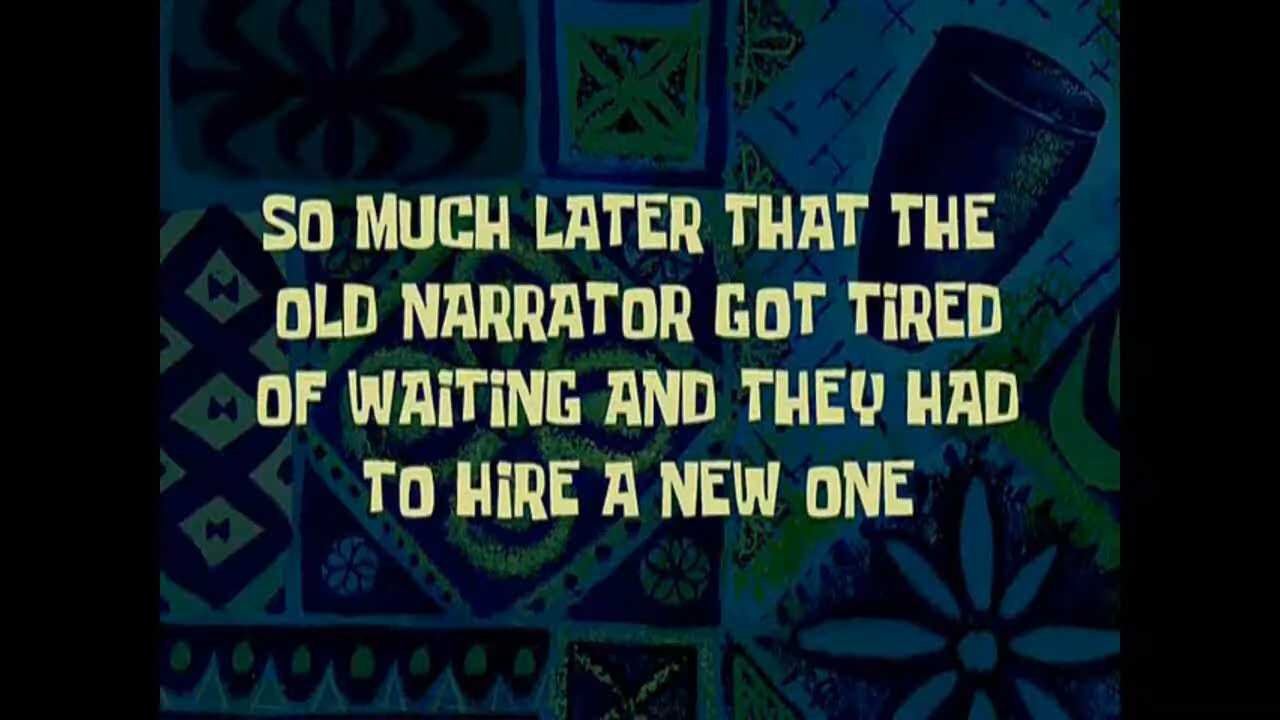 SO MUCH LATER THAT THE
OLD NARRATOR GOT TiRED
OF WAiTiNG AND THEY HAD
TO HiRE A NEW ONE